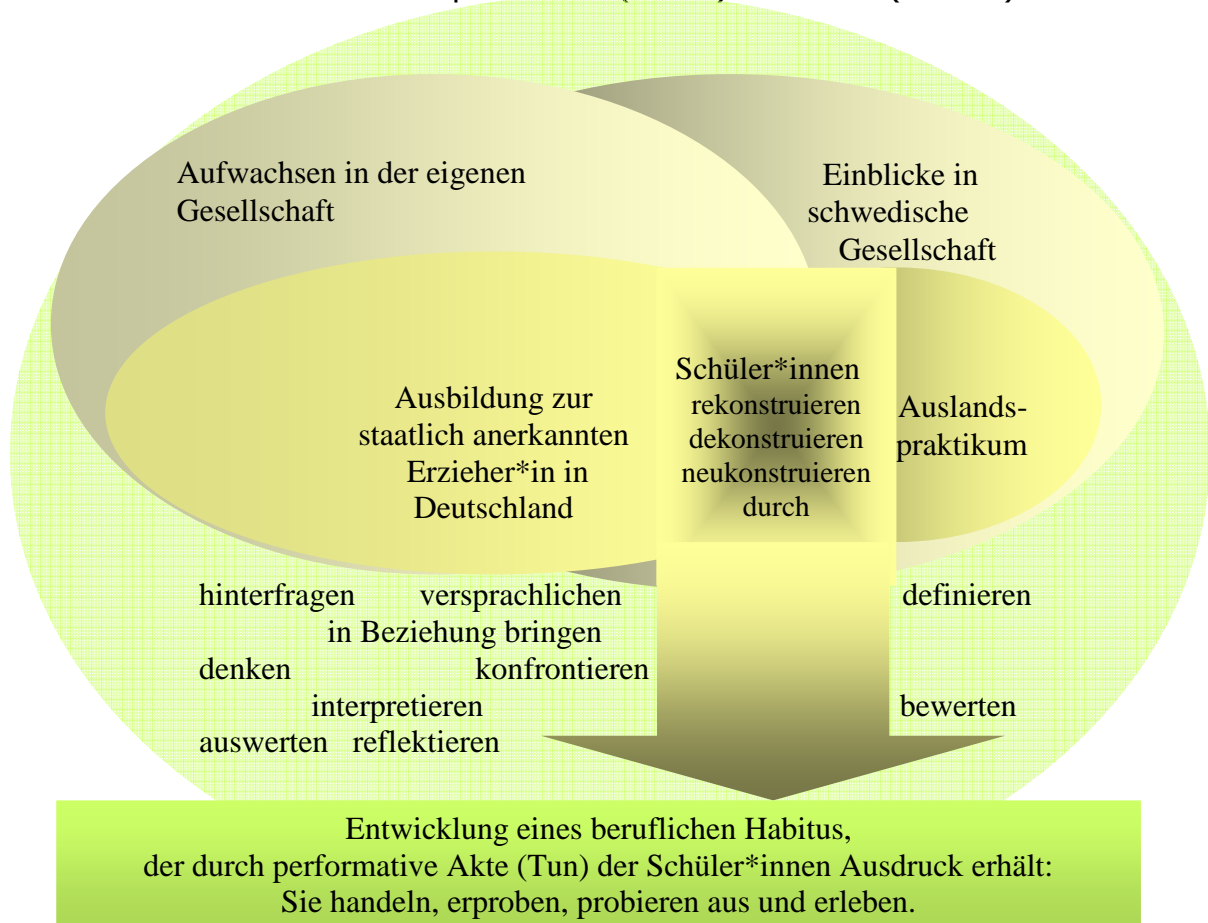 Aufwachsen in der eigenen
Gesellschaft
Einblicke in
schwedische
Gesellschaft
Ausbildung zur
staatlich anerkannten
Erzieher*in in
Deutschland
Schüler*innen
rekonstruieren
dekonstruieren
neukonstruieren
durch
Auslands-
praktikum
hinterfragen versprachlichen definieren
in Beziehung bringen
denken konfrontieren
interpretieren bewerten
auswerten reflektieren
Entwicklung eines beruflichen Habitus,
der durch performative Akte (Tun) der Schüler*innen Ausdruck erhält:
Sie handeln, erproben, probieren aus und erleben.